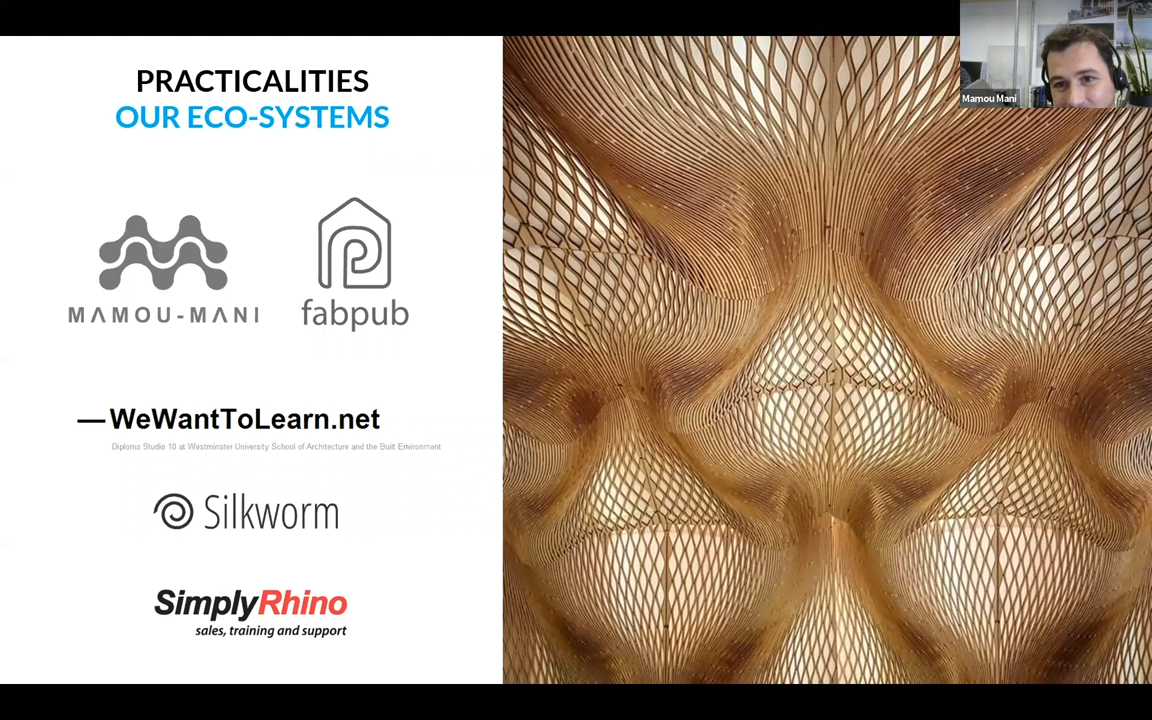 PRACTICALITIES
OUR ECO-SYSTEMS
MAMOU-MANI
fabpub
— WeWantToLearn.net
Diploma Studio 10 at Westminster University School of Architecture and the Built Environment
Silkworm
SimplyRhino
sales, training and support
Mamou Mani